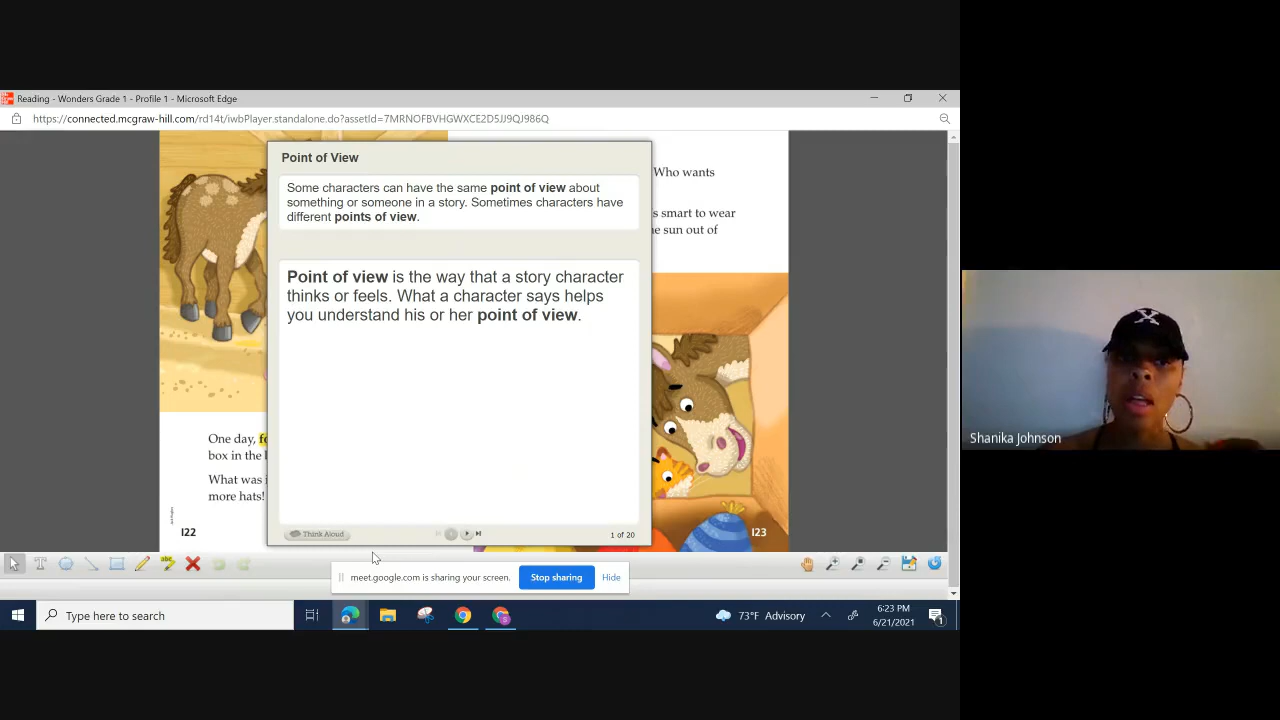 Reading - Wonders Grade 1 - Profile 1 - Microsoft Edge
https://connected.mcgraw-hill.com/rd14t/iwbPlayer.standalone.do?assetId=7MRNOFBVHGWXCE2D5JJ9QJ986Q
Point of View
Some characters can have the same point of view about
something or someone in a story. Sometimes characters have
different points of view.
Point of view is the way that a story character
thinks or feels. What a character says helps
you understand his or her point of view.
Think Aloud
1 of 20
Who wants
smart to wear
sun out of
One day,
box in the
What was
more hats!
I22
I23
X
Shanika Johnson
T
abc
meet.google.com is sharing your screen.
Stop sharing
Hide
Type here to search
73°F Advisory
6:23 PM
6/21/2021
1